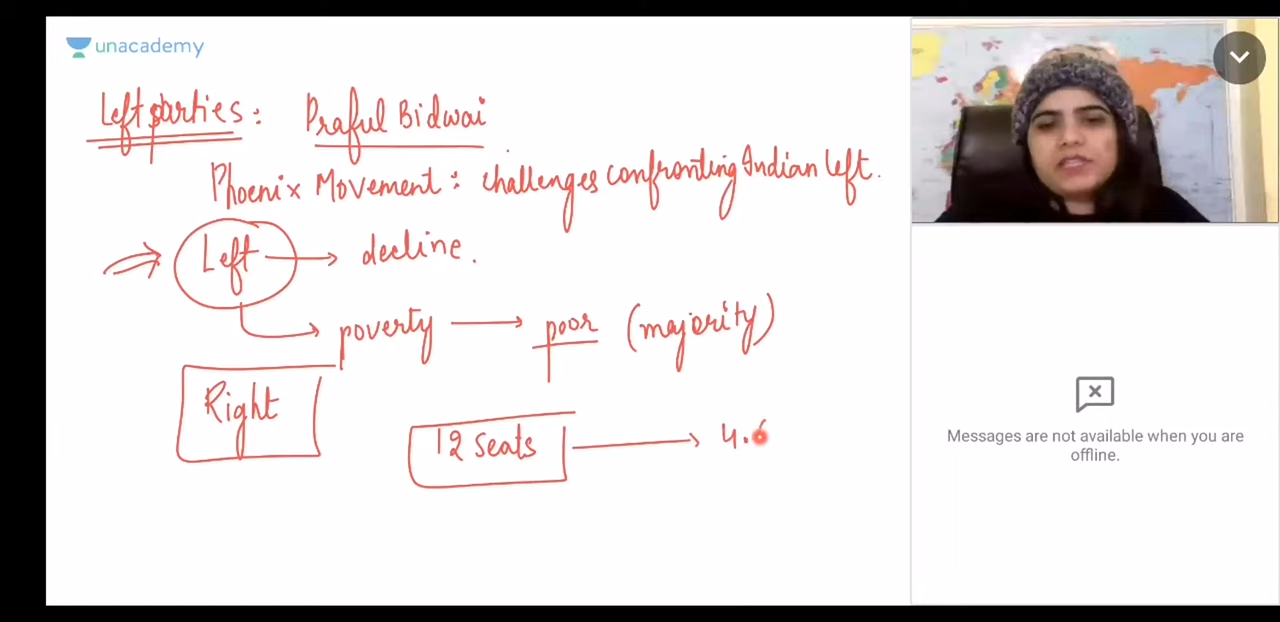 unacademy
Left parties : Praful Bidwai
Phoenix Movement : challenges confronting Indian left.
Left → decline.
poverty → poor (majority)
Right
12 seats → 4.6
Messages are not available when you are
offline.